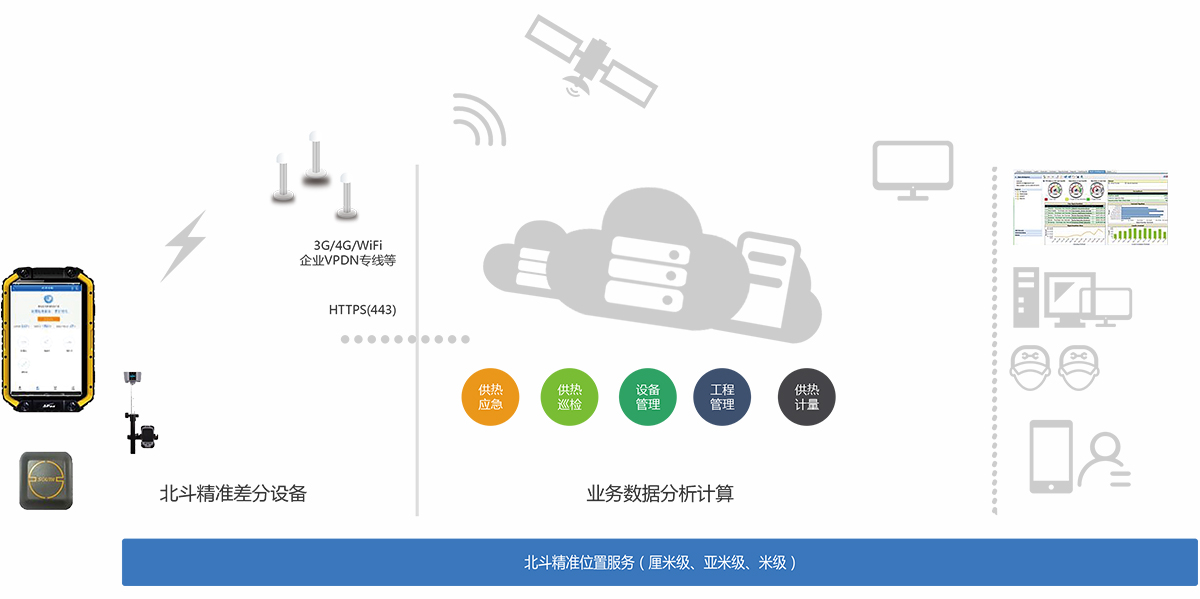 3G/4G/WiFi
企业VPDN专线等
HTTPS(443)
供热
应急
供热
巡检
设备
管理
工程
管理
供热
计量
北斗精准差分设备
业务数据分析计算
北斗精准位置服务（厘米级、亚米级、米级）